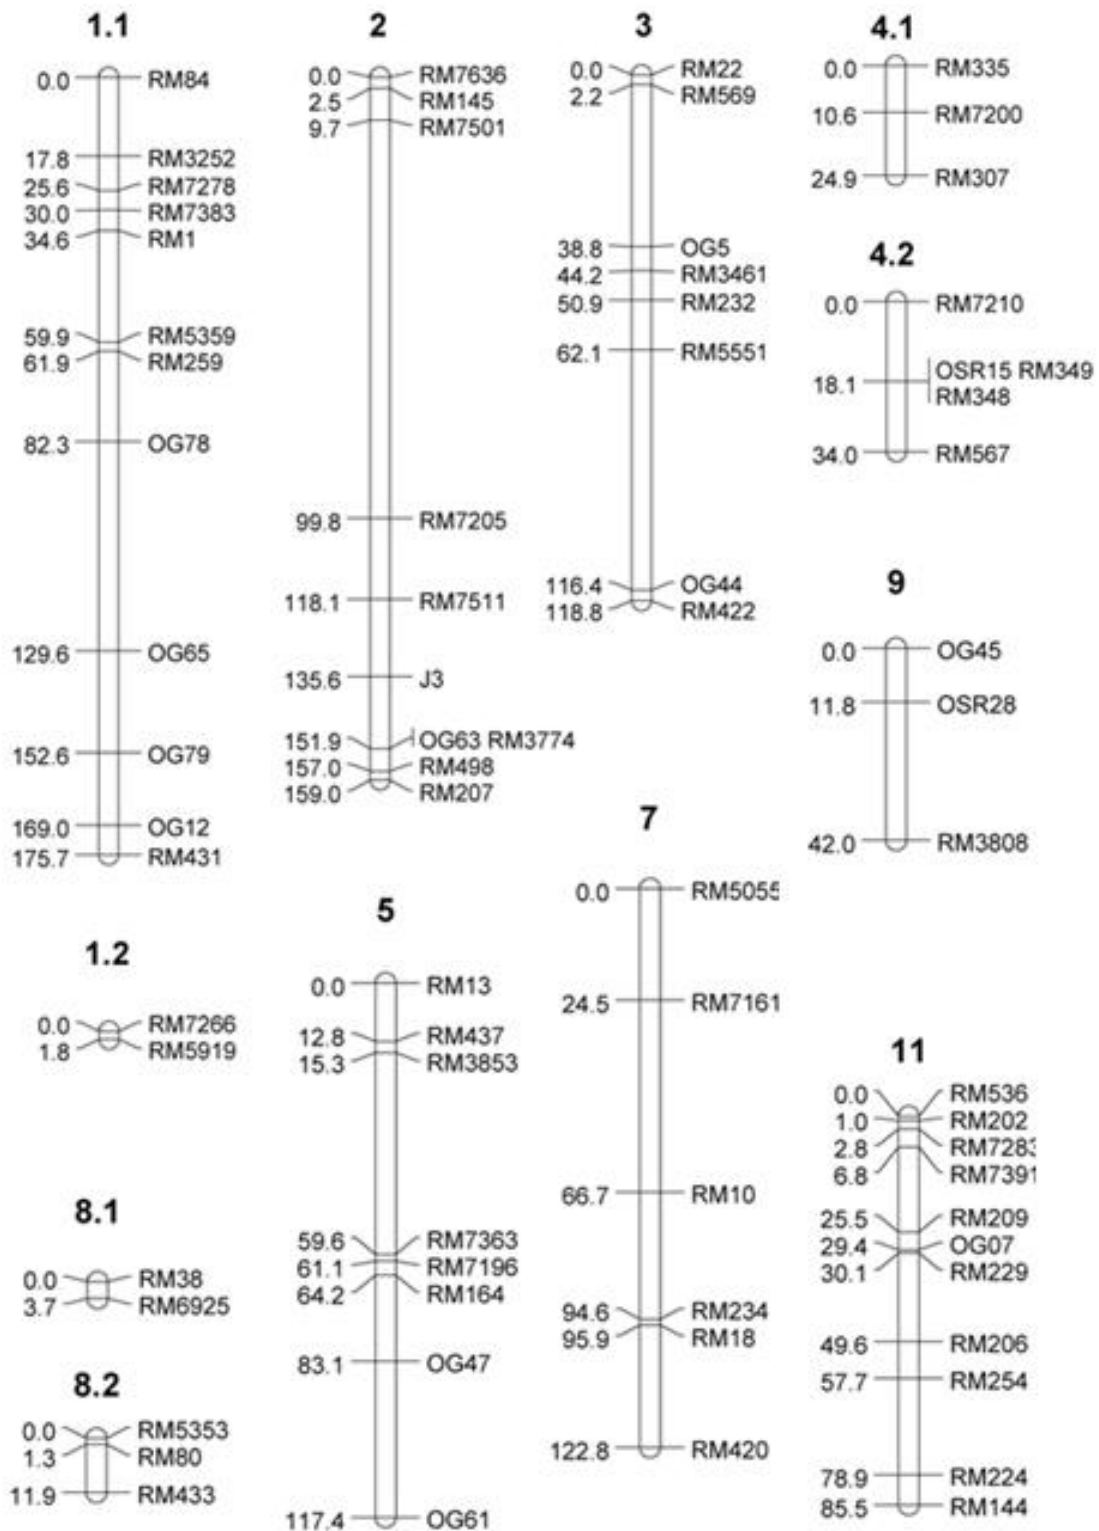 1.1
0.0 RM84
17.8 RM3252
25.6 RM7278
30.0 RM7383
34.6 RM1
59.9 RM5359
61.9 RM259
82.3 OG78
129.6 OG65
152.6 OG79
169.0 OG12
175.7 RM431
1.2
0.0 RM7266
1.8 RM5919
8.1
0.0 RM38
3.7 RM6925
8.2
0.0 RM5353
1.3 RM80
11.9 RM433
2
0.0 RM7636
2.5 RM145
9.7 RM7501
99.8 RM7205
118.1 RM7511
135.6 J3
151.9 OG63 RM3774
157.0 RM498
159.0 RM207
5
0.0 RM13
12.8 RM437
15.3 RM3853
59.6 RM7363
61.1 RM7196
64.2 RM164
83.1 OG47
117.4 OG61
3
0.0 RM22
2.2 RM569
38.8 OG5
44.2 RM3461
50.9 RM232
62.1 RM5551
116.4 OG44
118.8 RM422
7
0.0 RM5055
24.5 RM7161
66.7 RM10
94.6 RM234
95.9 RM18
122.8 RM420
4.1
0.0 RM335
10.6 RM7200
24.9 RM307
4.2
0.0 RM7210
18.1 OSR15 RM349
RM348
34.0 RM567
9
0.0 OG45
11.8 OSR28
42.0 RM3808
11
0.0 RM536
1.0 RM202
2.8 RM7283
6.8 RM7391
25.5 RM209
29.4 OG07
30.1 RM229
49.6 RM206
57.7 RM254
78.9 RM224
85.5 RM144